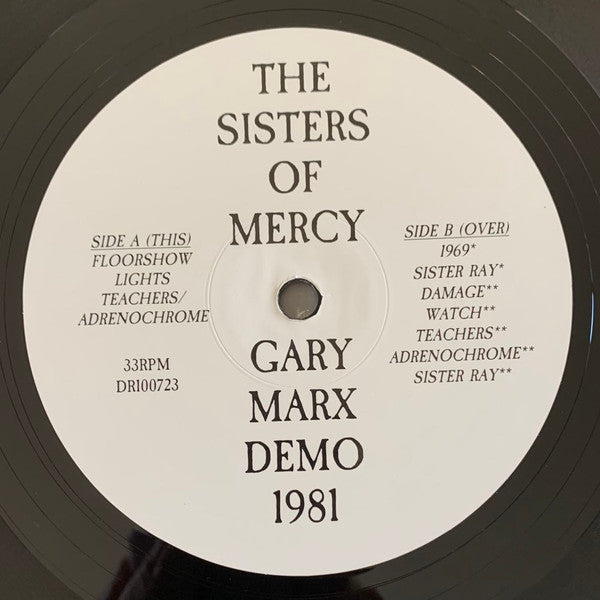 THE
SISTERS
OF
MERCY
SIDE A (THIS)
FLOORSHOW
LIGHTS
TEACHERS/
ADRENOCHROME
33RPM
DRI00723
SIDE B (OVER)
1969*
SISTER RAY*
DAMAGE**
WATCH**
TEACHERS**
ADRENOCHROME**
SISTER RAY**
GARY
MARX
DEMO
1981